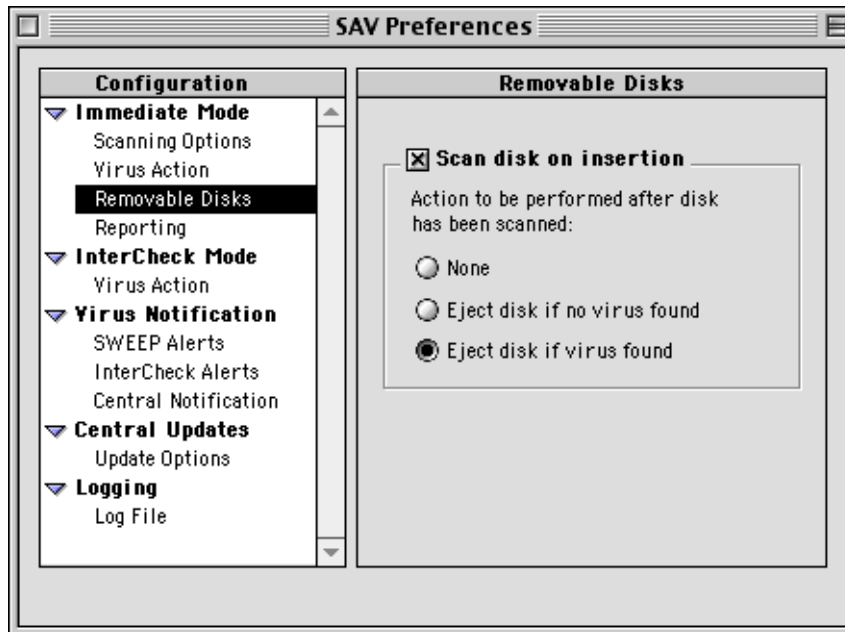 SAV Preferences
Configuration
Immediate Mode
Scanning Options
Virus Action
Removable Disks
Reporting
InterCheck Mode
Virus Action
Virus Notification
SWEEP Alerts
InterCheck Alerts
Central Notification
Central Updates
Update Options
Logging
Log File
Removable Disks
Scan disk on insertion
Action to be performed after disk
has been scanned:
None
Eject disk if no virus found
Eject disk if virus found